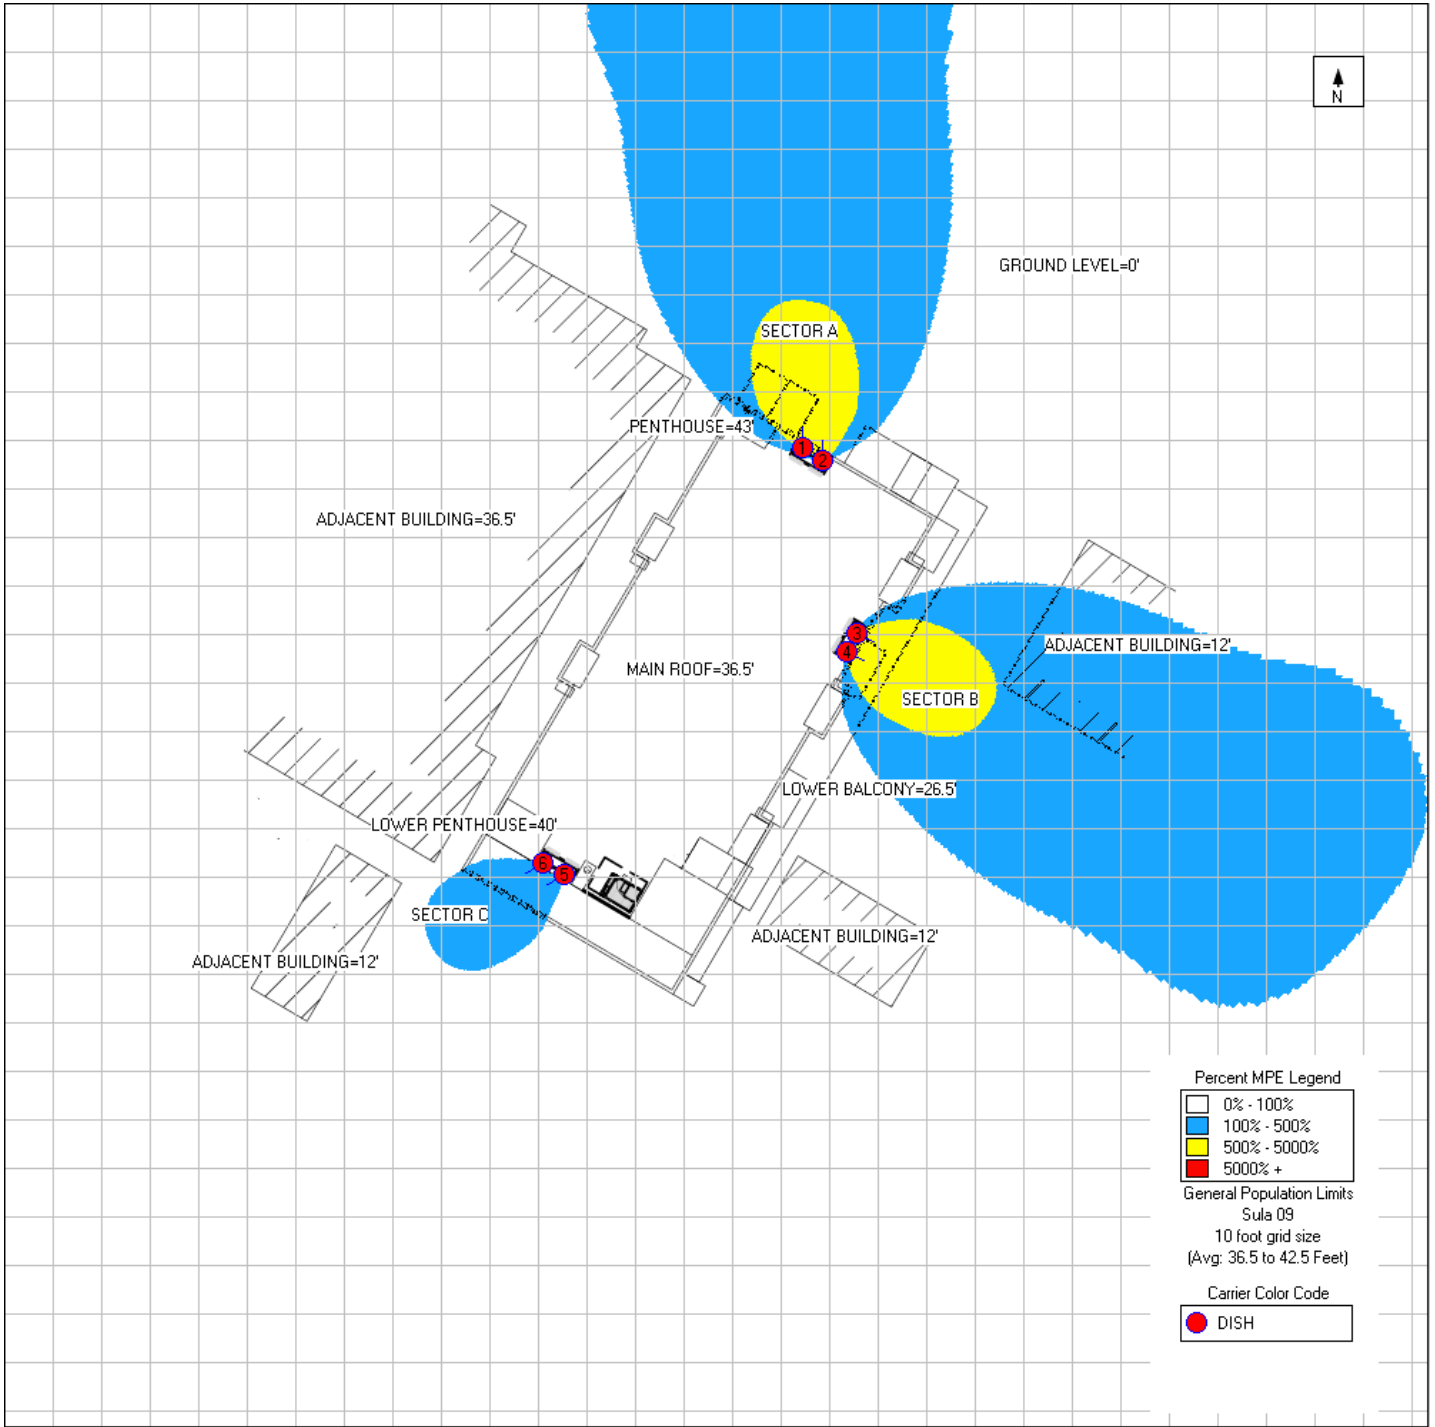 N
GROUND LEVEL=0'
SECTOR A
PENTHOUSE=43'
1
2
ADJACENT BUILDING=36.5'
3
4
ADJACENT BUILDING=12'
MAIN ROOF=36.5'
SECTOR B
LOWER BALCONY=26.5'
LOWER PENTHOUSE=40'
6
5
SECTOR C
ADJACENT BUILDING=12'
ADJACENT BUILDING=12'
Percent MPE Legend
0% - 100%
100% - 500%
500% - 5000%
5000% +
General Population Limits
Sula 09
10 foot grid size
(Avg: 36.5 to 42.5 Feet)
Carrier Color Code
DISH